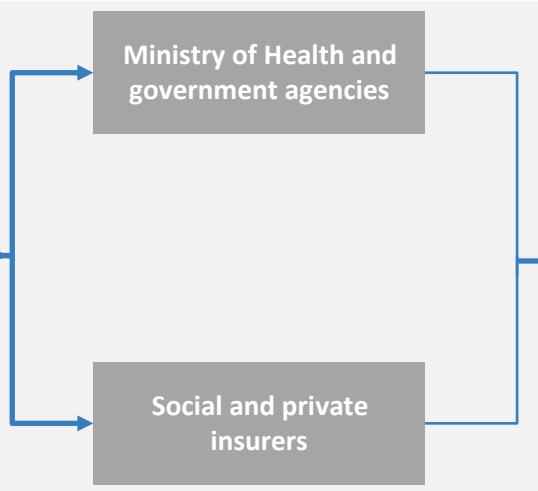 Ministry of Health and
government agencies
Social and private
insurers